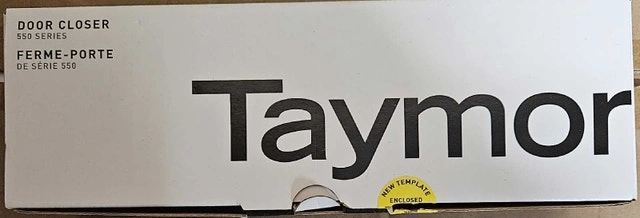 DOOR CLOSER
550 SERIES
FERME-PORTE
DE SÉRIE 550
Taymor
NEW TEMPLATE
ENCLOSED